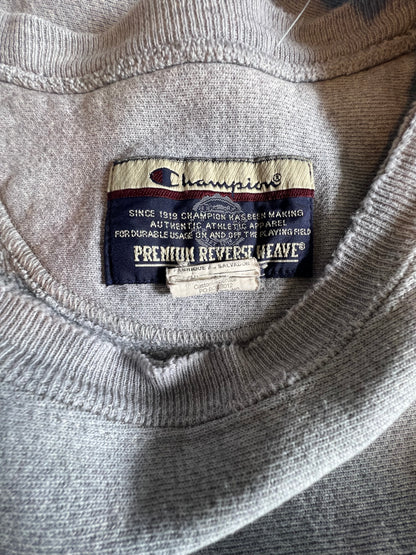 Champion
SINCE 1919 CHAMPION HAS BEEN MAKING
AUTHENTIC ATHLETIC APPAREL
FOR DURABLE USAGE ON AND OFF THE PLAYING FIELD
PREMIUM REVERSE WEAVE®